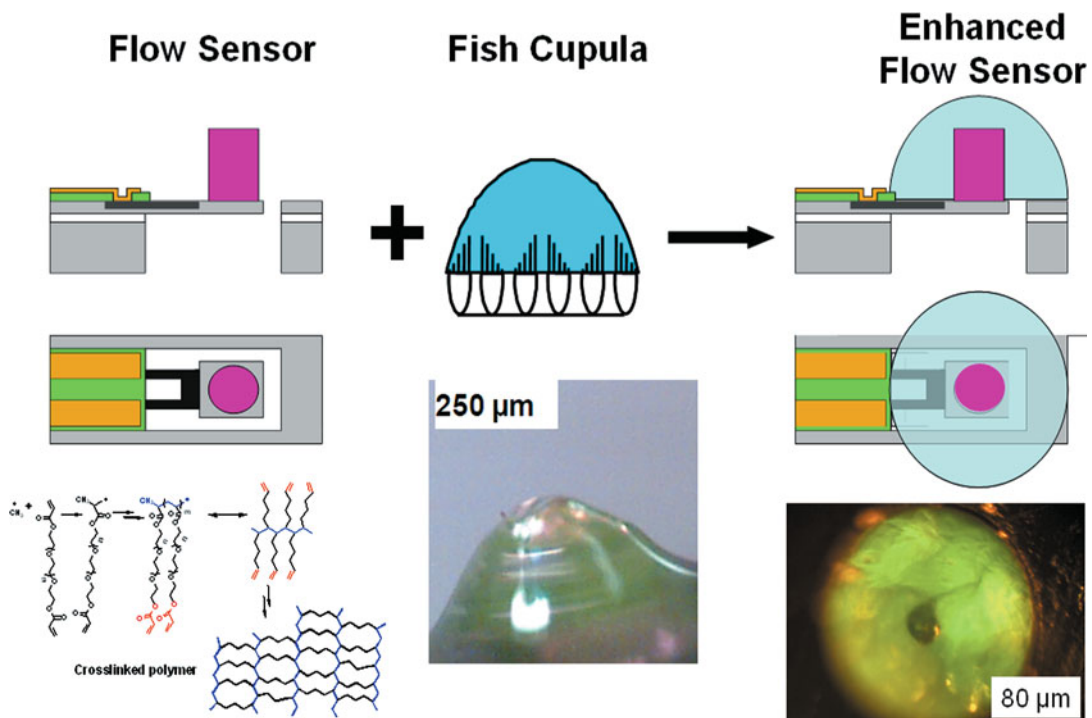 Flow Sensor
Fish Cupula
Enhanced
Flow Sensor
250 µm
Crosslinked polymer
80 µm